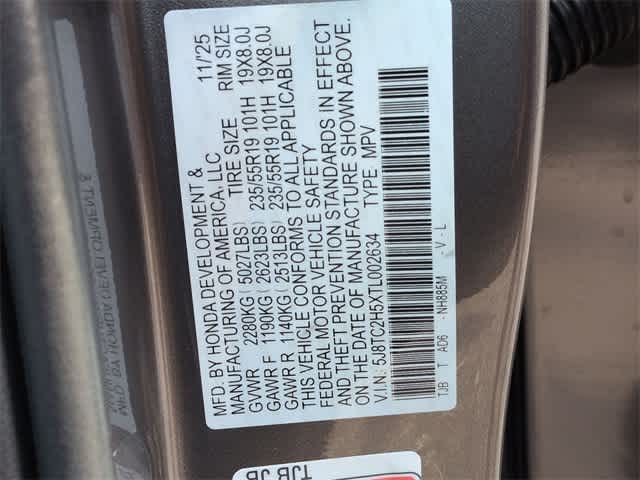 MFD. BY HONDA DEVELOPMENT & 11/'25
MANUFACTURING OF AMERICA, LLC TIRE SIZE RIM SIZE
GVWR 2280KG (5027LBS)
GAWR F 1190KG (2623LBS) 235/55R19 101H 19X8.0J
GAWR R 1140KG (2513LBS) 235/55R19 101H 19X8.0J
THIS VEHICLE CONFORMS TO ALL APPLICABLE
FEDERAL MOTOR VEHICLE SAFETY
AND THEFT PREVENTION STANDARDS IN EFFECT
ON THE DATE OF MANUFACTURE SHOWN ABOVE.
V.I.N: 5J8TC2H5XTL002634 TYPE: MPV
TJB T AD6 -NH885M V - L
TJB